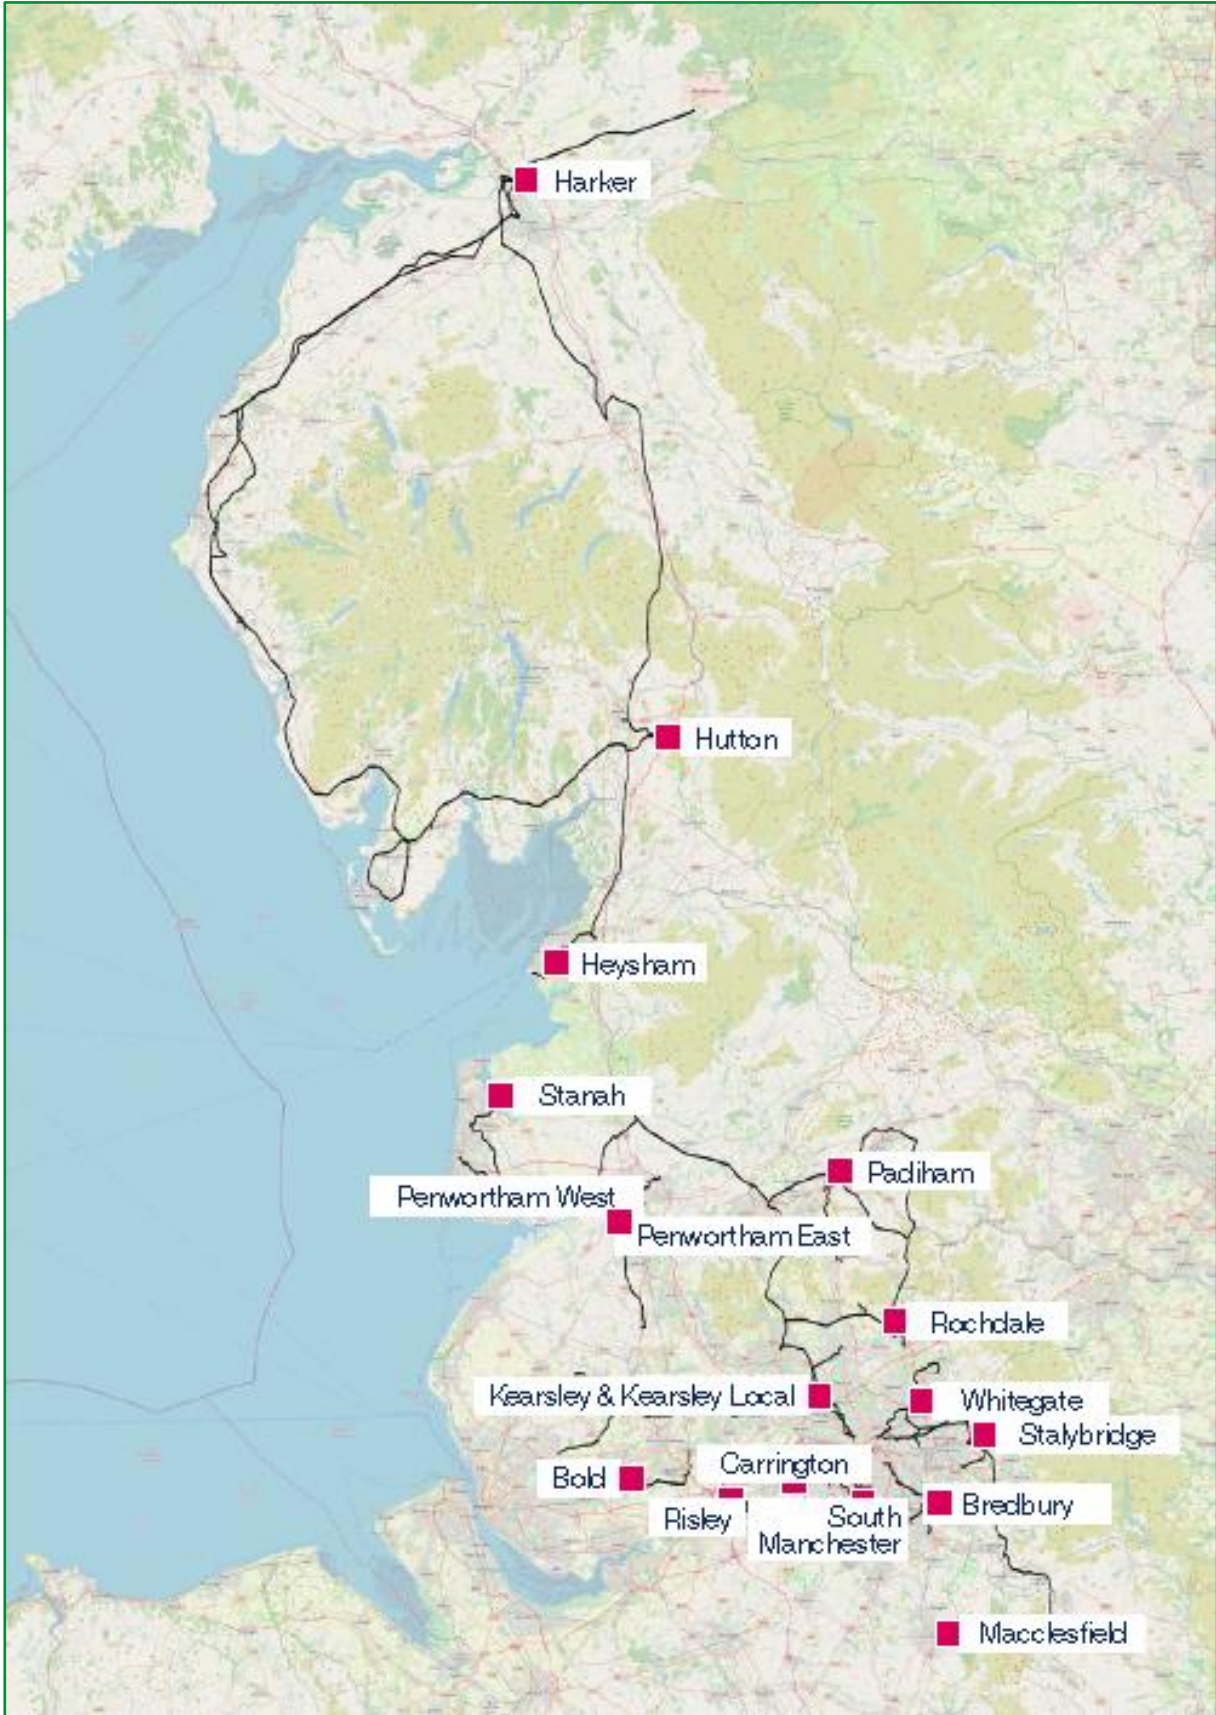 Harker
Hutton
Heysham
Stanah
Padiham
Penwortham West
Penwortham East
Rochdale
Kearsley & Kearsley Local
Whitegate
Stalybridge
Carrington
Bold
Bredbury
Risley
South
Manchester
Macclesfield